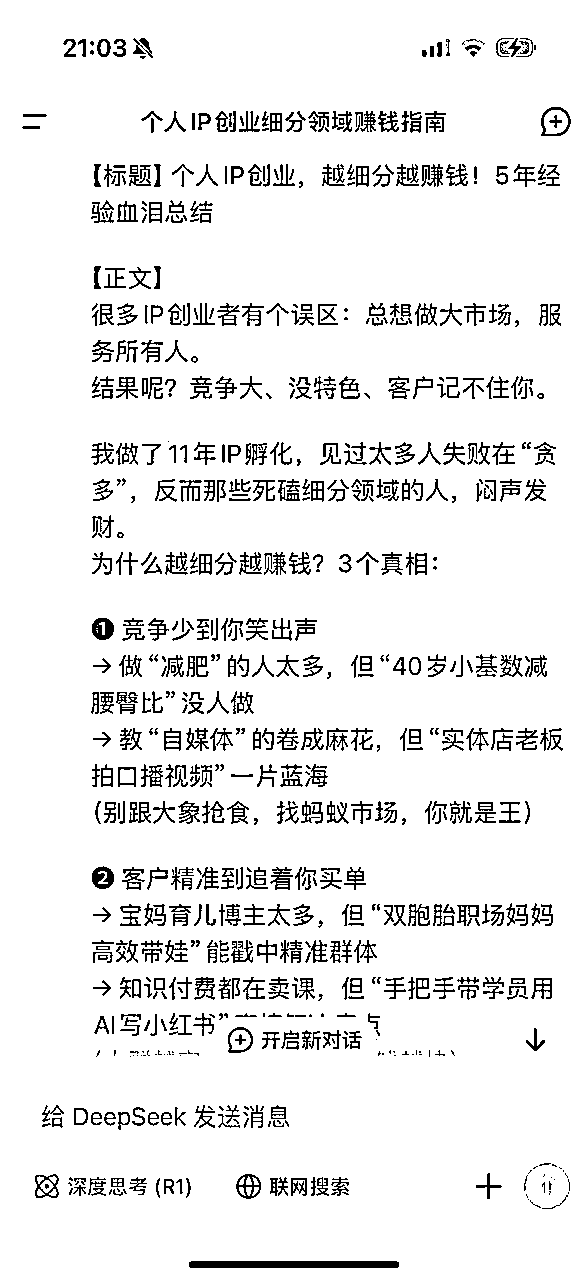 21:03
个人IP创业细分领域赚钱指南
【标题】个人IP创业，越细分越赚钱！5年经
验血泪总结
【正文】
很多IP创业者有个误区：总想做大市场，服
务所有人。
结果呢？竞争大、没特色、客户记不住你。
我做了11年IP孵化，见过太多人失败在“贪
多”，反而那些死磕细分领域的人，闷声发
财。
为什么越细分越赚钱？3个真相：
❶ 竞争少到你笑出声
→ 做“减肥”的人太多，但“40岁小基数减
腰臀比”没人做
→ 教“自媒体”的卷成麻花，但“实体店老板
拍口播视频”一片蓝海
（别跟大象抢食，找蚂蚁市场，你就是王）
❷ 客户精准到追着你买单
→ 宝妈育儿博主太多，但“双胞胎职场妈妈
高效带娃”能戳中精准群体
→ 知识付费都在卖课，但“手把手带学员用
AI写小红书”
开启新对话
给 DeepSeek 发送消息
深度思考 (R1) 联网搜索